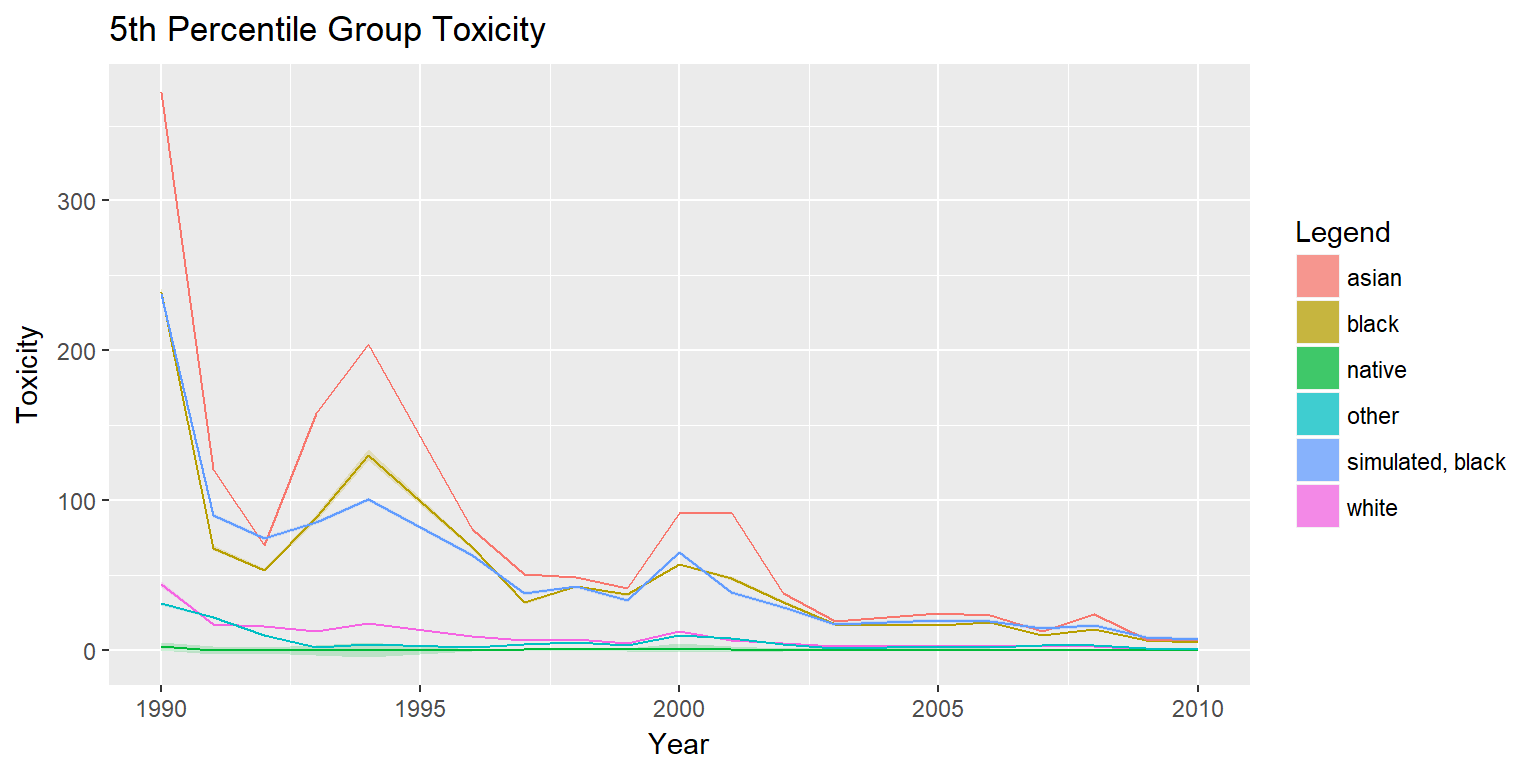 5th Percentile Group Toxicity
Toxicity
300
200
100
0
1990 1995 2000 2005 2010
Year
Legend
asian
black
native
other
simulated, black
white